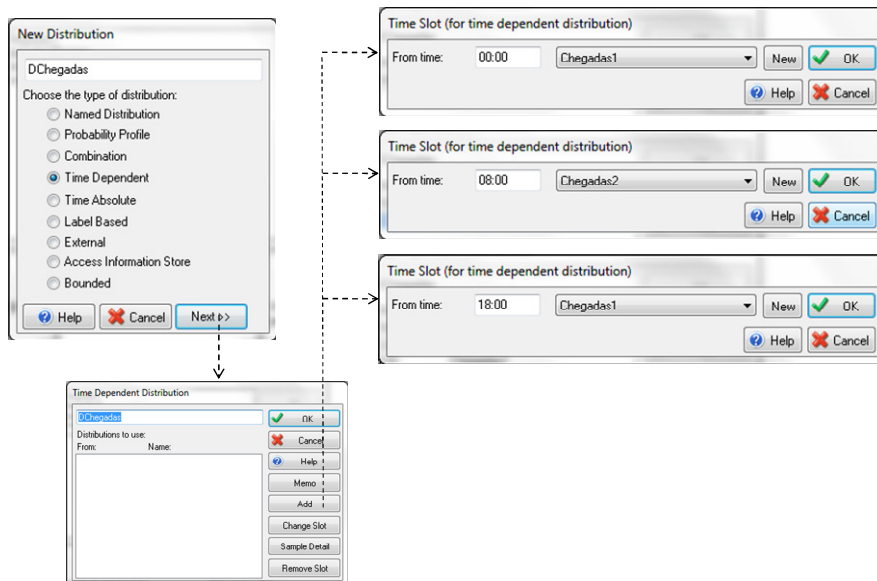 New Distribution
DChegadas
Choose the type of distribution:
Named Distribution
Probability Profile
Combination
Time Dependent
Time Absolute
Label Based
External
Access Information Store
Bounded
Help Cancel Next >>
Time Slot (for time dependent distribution)
From time: 00:00 Chegadas1 New OK
Help Cancel
Time Slot (for time dependent distribution)
From time: 08:00 Chegadas2 New OK
Help Cancel
Time Slot (for time dependent distribution)
From time: 18:00 Chegadas1 New OK
Help Cancel
Time Dependent Distribution
DChegadas OK
Distributions to use: Cancel
From: Name:
Help
Memo
Add
Change Slot
Sample Detail
Remove Slot